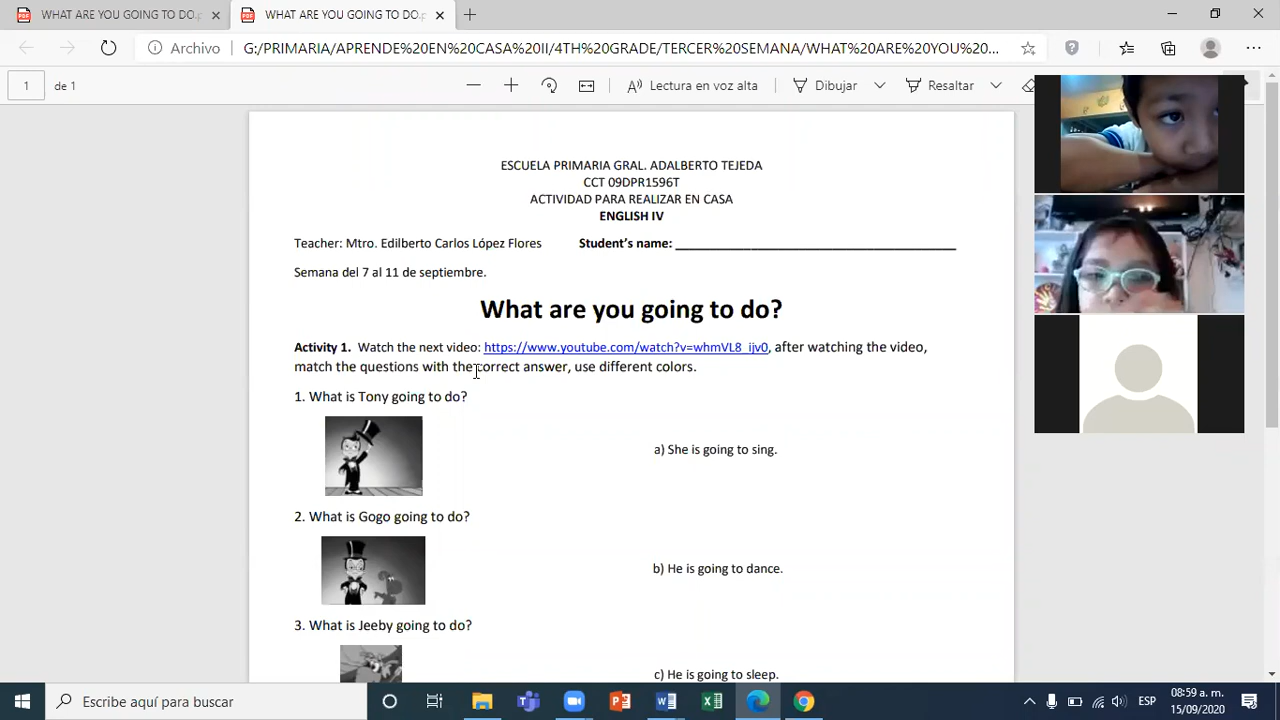 WHAT ARE YOU GOING TO DO
WHAT ARE YOU GOING TO DO
Archivo
G:/PRIMARIA/APRENDE%20EN%20CASA%20II/4TH%20GRADE/TERCER%20SEMANA/WHAT%20ARE%20YOU%20...
1 de 1
Lectura en voz alta
Dibujar
Resaltar
ESCUELA PRIMARIA GRAL. ADALBERTO TEJEDA
CCT 09DPR1596T
ACTIVIDAD PARA REALIZAR EN CASA
ENGLISH IV
Teacher: Mtro. Edilberto Carlos López Flores Student's name: ________________________________
Semana del 7 al 11 de septiembre.
What are you going to do?
Activity 1. Watch the next video: https://www.youtube.com/watch?v=whmVL8_ijv0, after watching the video,
match the questions with the correct answer, use different colors.
1. What is Tony going to do?
a) She is going to sing.
2. What is Gogo going to do?
b) He is going to dance.
3. What is Jeeby going to do?
c) He is going to sleep.
Escribe aquí para buscar
ESP
08:59 a. m.
15/09/2020